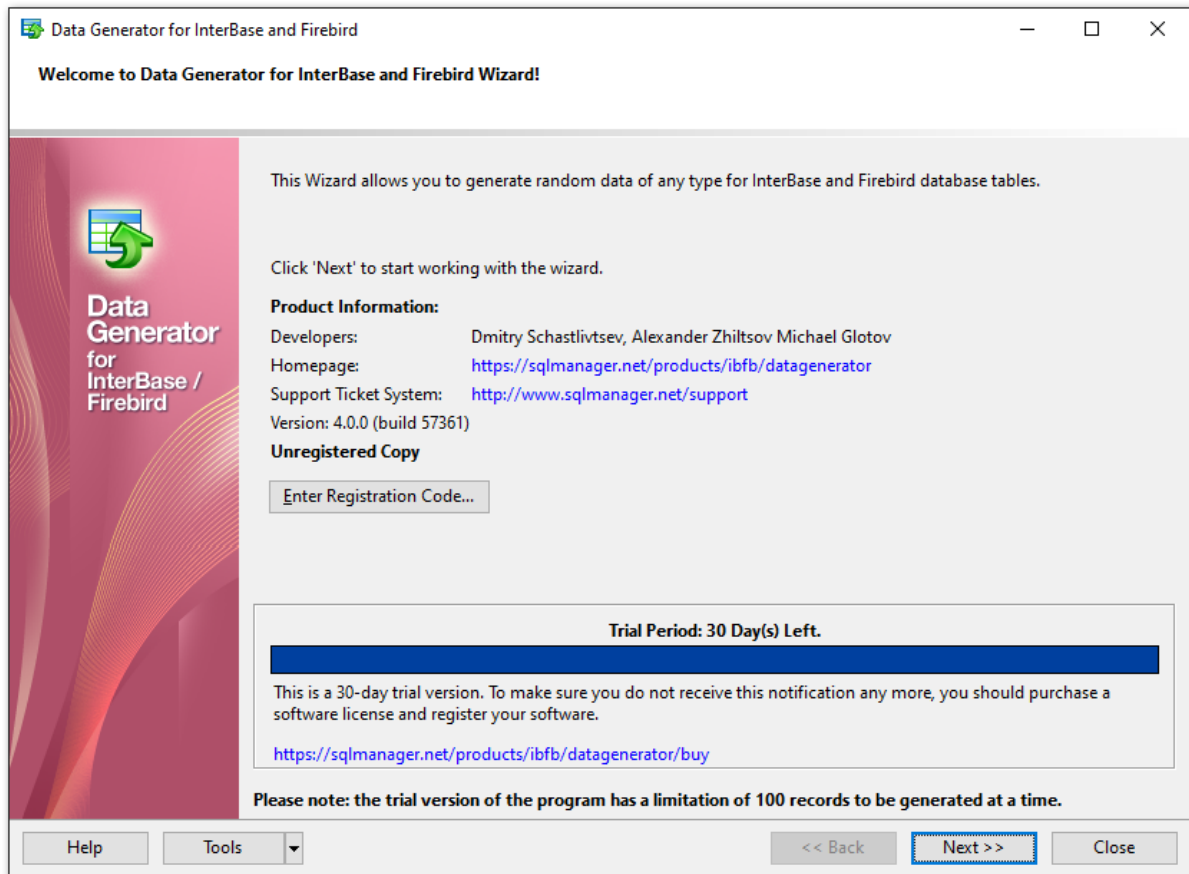 Data Generator for InterBase and Firebird
Welcome to Data Generator for InterBase and Firebird Wizard!
This Wizard allows you to generate random data of any type for InterBase and Firebird database tables.
Data
Generator
for
InterBase /
Firebird
Click 'Next' to start working with the wizard.
Product Information:
Developers: Dmitry Schastlivtsev, Alexander Zhiltsov Michael Glotov
Homepage: https://sqlmanager.net/products/ibfb/datagenerator
Support Ticket System: http://www.sqlmanager.net/support
Version: 4.0.0 (build 57361)
Unregistered Copy
Enter Registration Code...
Trial Period: 30 Day(s) Left.
This is a 30-day trial version. To make sure you do not receive this notification any more, you should purchase a
software license and register your software.
https://sqlmanager.net/products/ibfb/datagenerator/buy
Please note: the trial version of the program has a limitation of 100 records to be generated at a time.
Help Tools << Back Next >> Close